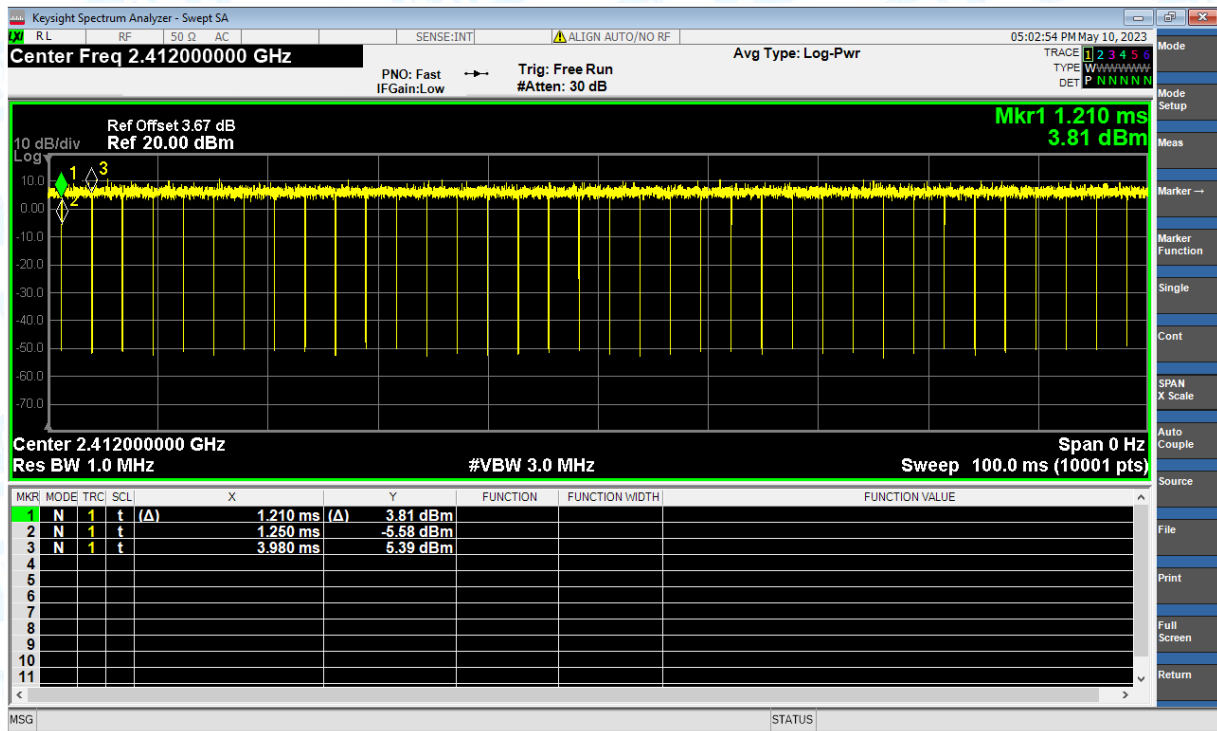 Keysight Spectrum Analyzer - Swept SA
LXI RL RF 50 Ω AC SENSE:INT ALIGN AUTO/NO RF 05:02:54 PM May 10, 2023
Center Freq 2.412000000 GHz
PNO: Fast
IFGain:Low
Trig: Free Run
#Atten: 30 dB
Avg Type: Log-Pwr
TRACE 1 2 3 4 5 6
TYPE WWWWWW
DET P N N N N N
Mkr1 1.210 ms
3.81 dBm
Ref Offset 3.67 dB
10 dB/div Ref 20.00 dBm
Log
10.0
0.00
-10.0
-20.0
-30.0
-40.0
-50.0
-60.0
-70.0
1
2
3
Center 2.412000000 GHz Span 0 Hz
Res BW 1.0 MHz #VBW 3.0 MHz Sweep 100.0 ms (10001 pts)
MKR MODE TRC SCL X Y FUNCTION FUNCTION WIDTH FUNCTION VALUE
1 N 1 t (Δ) 1.210 ms (Δ) 3.81 dBm
2 N 1 t 1.250 ms -5.58 dBm
3 N 1 t 3.980 ms 5.39 dBm
4
5
6
7
8
9
10
11
MSG STATUS
Mode
Mode
Setup
Meas
Marker→
Marker
Function
Single
Cont
SPAN
X Scale
Auto
Couple
Source
File
Print
Full
Screen
Return